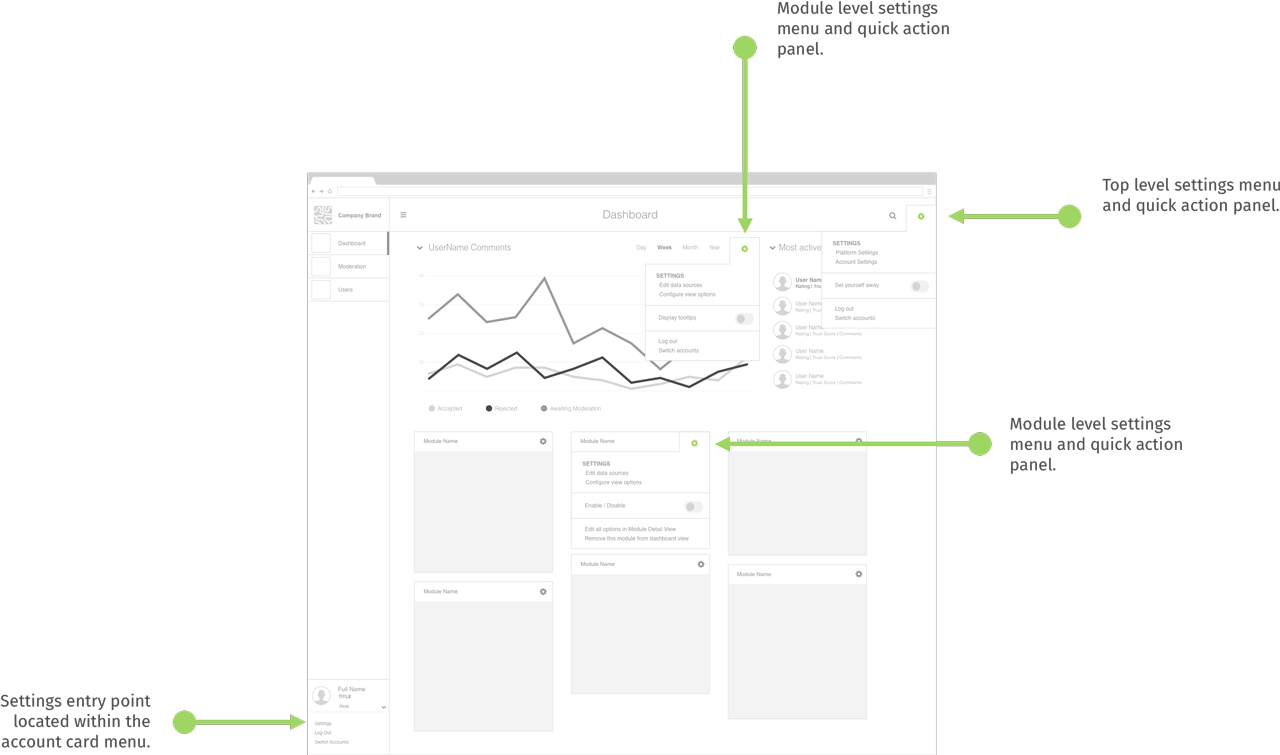 Module level settings
menu and quick action
panel.
Top level settings menu
and quick action panel.
Company Brand
Dashboard
Dashboard
Moderation
Users
UserName Comments
Day Week Month Year
Most active
SETTINGS
Platform Settings
Account Settings
Set yourself away
Log out
Switch accounts
SETTINGS
Edit data sources
Configure view options
Display tooltips
Log out
Switch accounts
User Nam
Rating | Trust Sco
User Nam
Rating | Trust Sco
User Name
Rating | Trust Score | Comments
User Name
Rating | Trust Score | Comments
User Name
Rating | Trust Score | Comments
Accepted Rejected Awaiting Moderation
Module level settings
menu and quick action
panel.
Module Name
Module Name
Module Name
SETTINGS
Edit data sources
Configure view options
Enable / Disable
Edit all options in Module Detail View
Remove this module from dashboard view
Module Name
Module Name
Module Name
Settings entry point
located within the
account card menu.
Full Name
TITLE
Role
Settings
Log Out
Switch Accounts